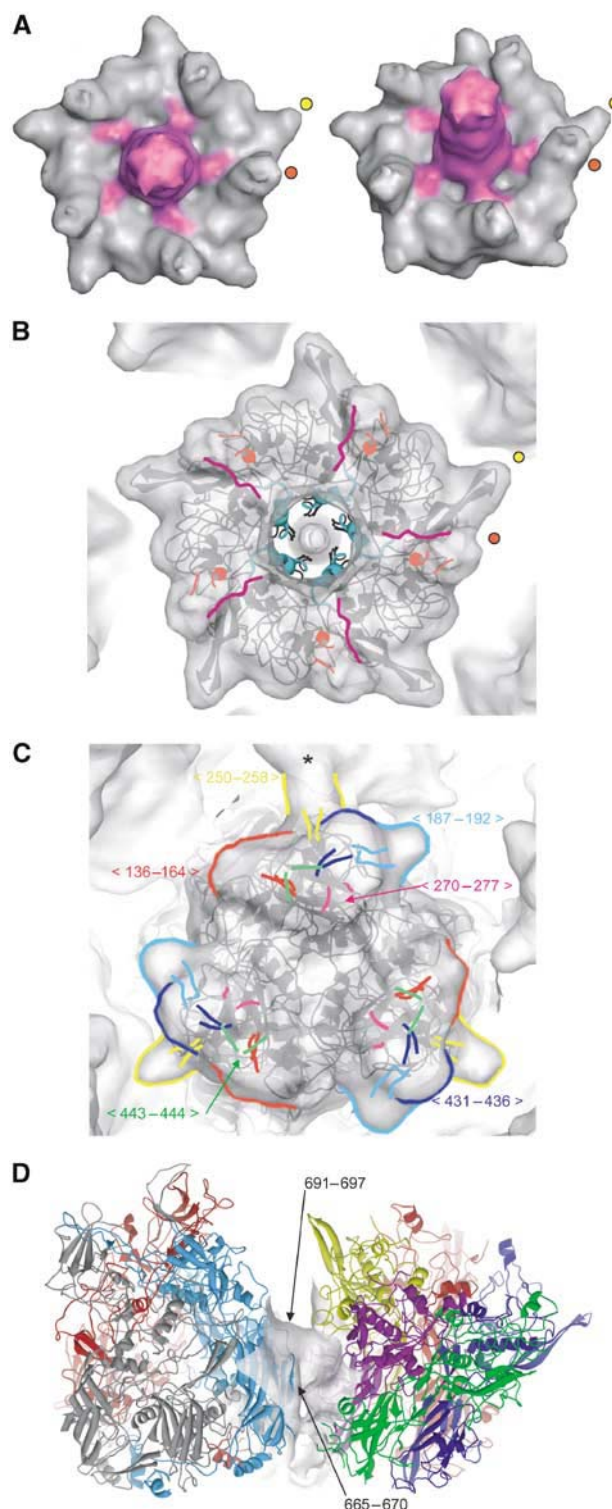 A
B
C
*
< 250–258 >
< 187–192 >
< 136–164 >
< 270–277 >
< 443–444 >
< 431–436 >
D
691–697
665–670